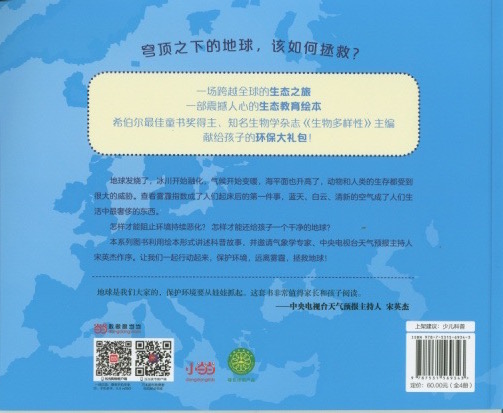 穹顶之下的地球，该如何拯救？
一场跨越全球的生态之旅
一部震撼人心的生态教育绘本
希伯尔最佳童书奖得主、知名生物学杂志《生物多样性》主编
献给孩子的环保大礼包！
地球发烧了，冰川开始融化，气候开始变暖，海平面也升高了，动物和人类的生存都受到
很大的威胁。查看雾霾指数成了人们起床后的第一件事，蓝天、白云、清新的空气成了人们生
活中最奢侈的东西。
怎样才能阻止环境持续恶化？ 怎样才能还给孩子一个干净的地球？
本系列图书利用绘本形式讲述科普故事，并邀请气象学专家，中央电视台天气预报主持人
宋英杰作序。让我们一起行动起来，保护环境，远离雾霾，拯救地球！
地球是我们大家的，保护环境要从娃娃抓起。这套书非常值得家长和孩子阅读。
——中央电视台天气预报主持人 宋英杰
上架建议：少儿科普
定价：60.00元（全4册）